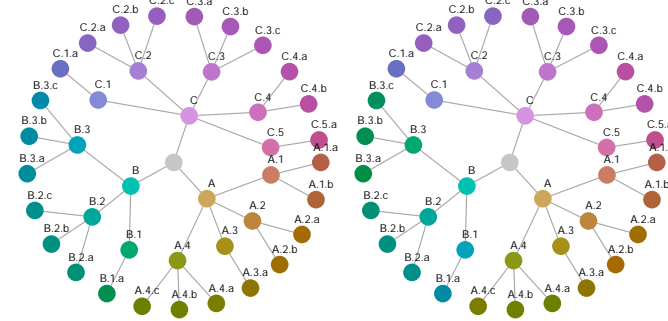 C.2.c
C.3.a
C.2.b
C.3.b
C.2.a
C.3.c
C.1.a
C.2
C.3
C.4.a
B.3.c
C.1
C
C.4
C.4.b
B.3.b
B.3
C.5
C.5.a
B.3.a
B
A
A.1
A.1.a
B.2.c
B.2
A.2
A.1.b
B.2.b
B.1
A.4
A.3
A.2.b
A.2.a
B.2.a
B.1.a
A.4.c
A.4.b
A.4.a
A.3.a
C.2.c
C.3.a
C.2.b
C.3.b
C.2.a
C.3.c
C.1.a
C.2
C.3
C.4.a
B.3.c
C.1
C
C.4
C.4.b
B.3.b
B.3
C.5
C.5.a
B.3.a
B
A
A.1
A.1.
B.2.c
B.2
A.2
A.1.b
B.2.b
B.1
A.4
A.3
A.2.b
A.2.a
B.2.a
B.1.a
A.4.c
A.4.b
A.4.a
A.3.a